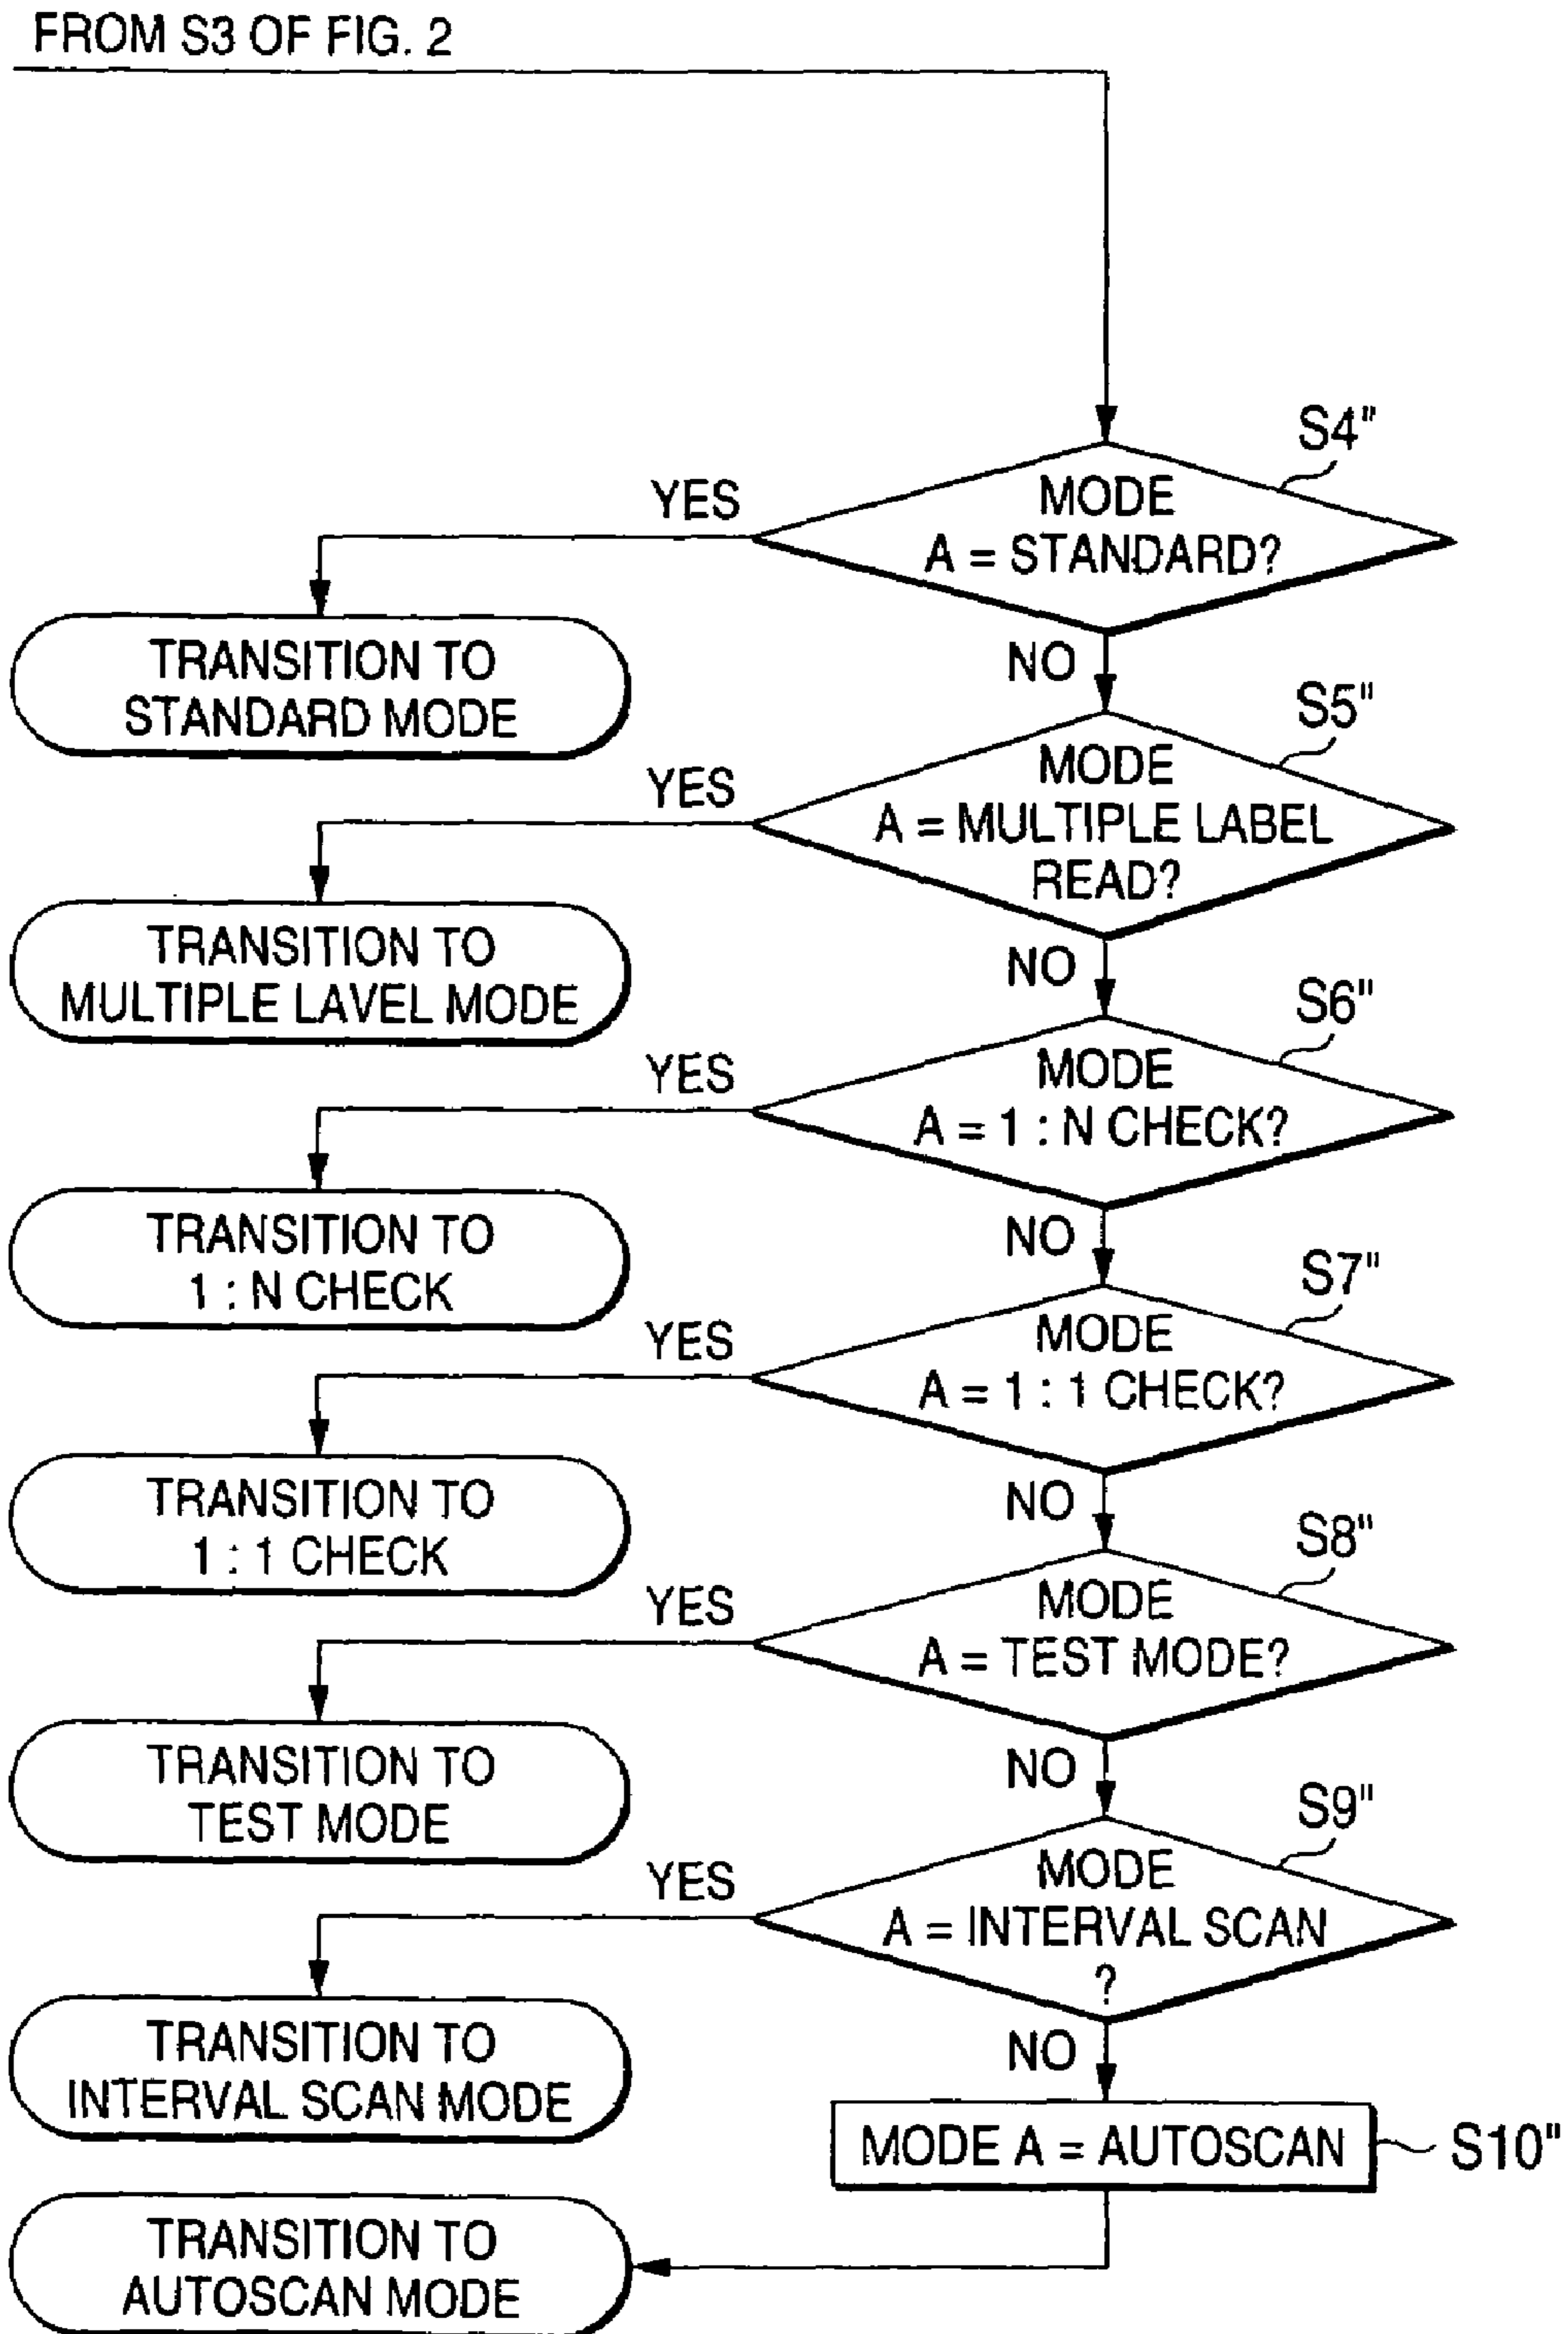 FROM S3 OF FIG. 2
S4"
MODE
A = STANDARD?
YES
NO
TRANSITION TO
STANDARD MODE
S5"
MODE
A = MULTIPLE LABEL
READ?
YES
NO
TRANSITION TO
MULTIPLE LAVEL MODE
S6"
MODE
A = 1 : N CHECK?
YES
NO
TRANSITION TO
1 : N CHECK
S7"
MODE
A = 1 : 1 CHECK?
YES
NO
TRANSITION TO
1 : 1 CHECK
S8"
MODE
A = TEST MODE?
YES
NO
TRANSITION TO
TEST MODE
S9"
MODE
A = INTERVAL SCAN
?
YES
NO
TRANSITION TO
INTERVAL SCAN MODE
MODE A = AUTOSCAN
S10"
TRANSITION TO
AUTOSCAN MODE